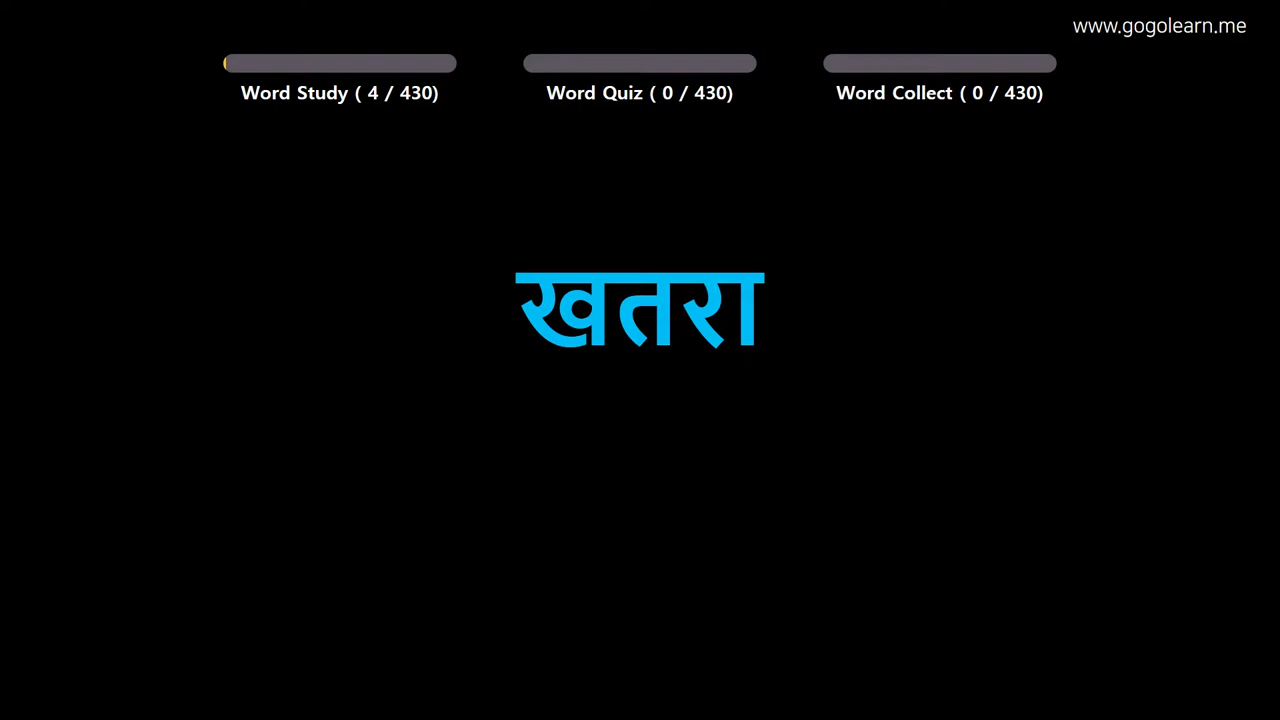 www.gogolearn.me
Word Study ( 4 / 430)
Word Quiz ( 0 / 430)
Word Collect ( 0 / 430)
खतरा